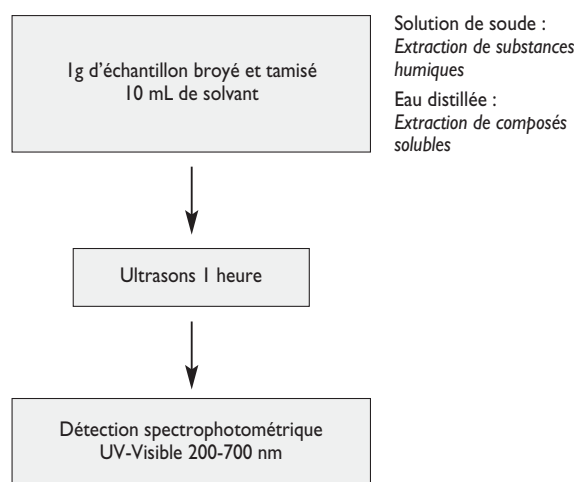 1g d'échantillon broyé et tamisé
10 mL de solvant
Solution de soude :
Extraction de substances
humiques
Eau distillée :
Extraction de composés
solubles
Ultrasons 1 heure
Détection spectrophotométrique
UV-Visible 200-700 nm